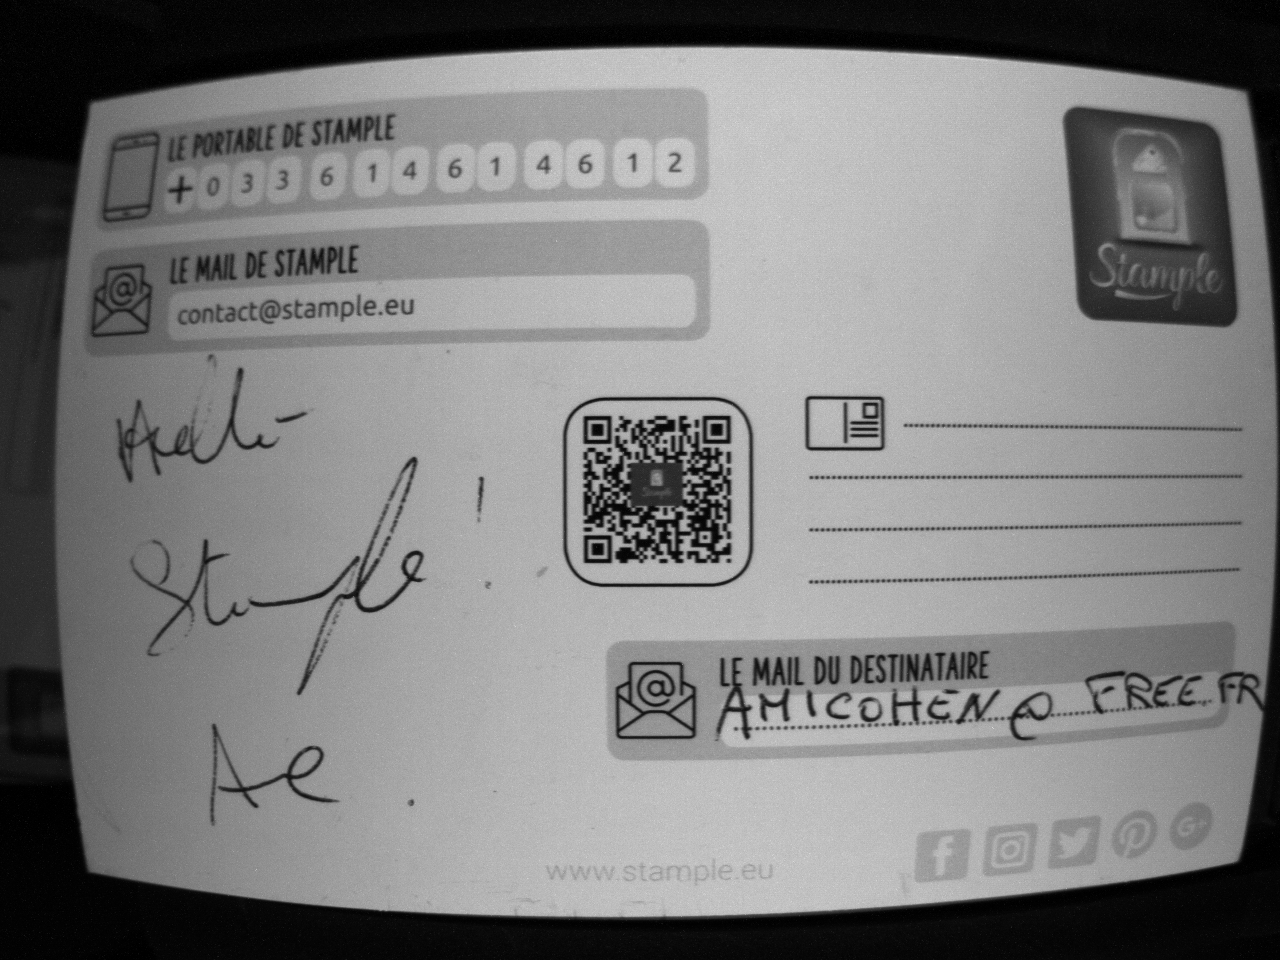 LE PORTABLE DE STAMPLE
+ 0 3 3 6 1 4 6 1 4 6 1 2
LE MAIL DE STAMPLE
contact@stample.eu
Stample
Hello
Stample !
LE MAIL DU DESTINATAIRE
AMICOHEN@FREE.FR
www.stample.eu